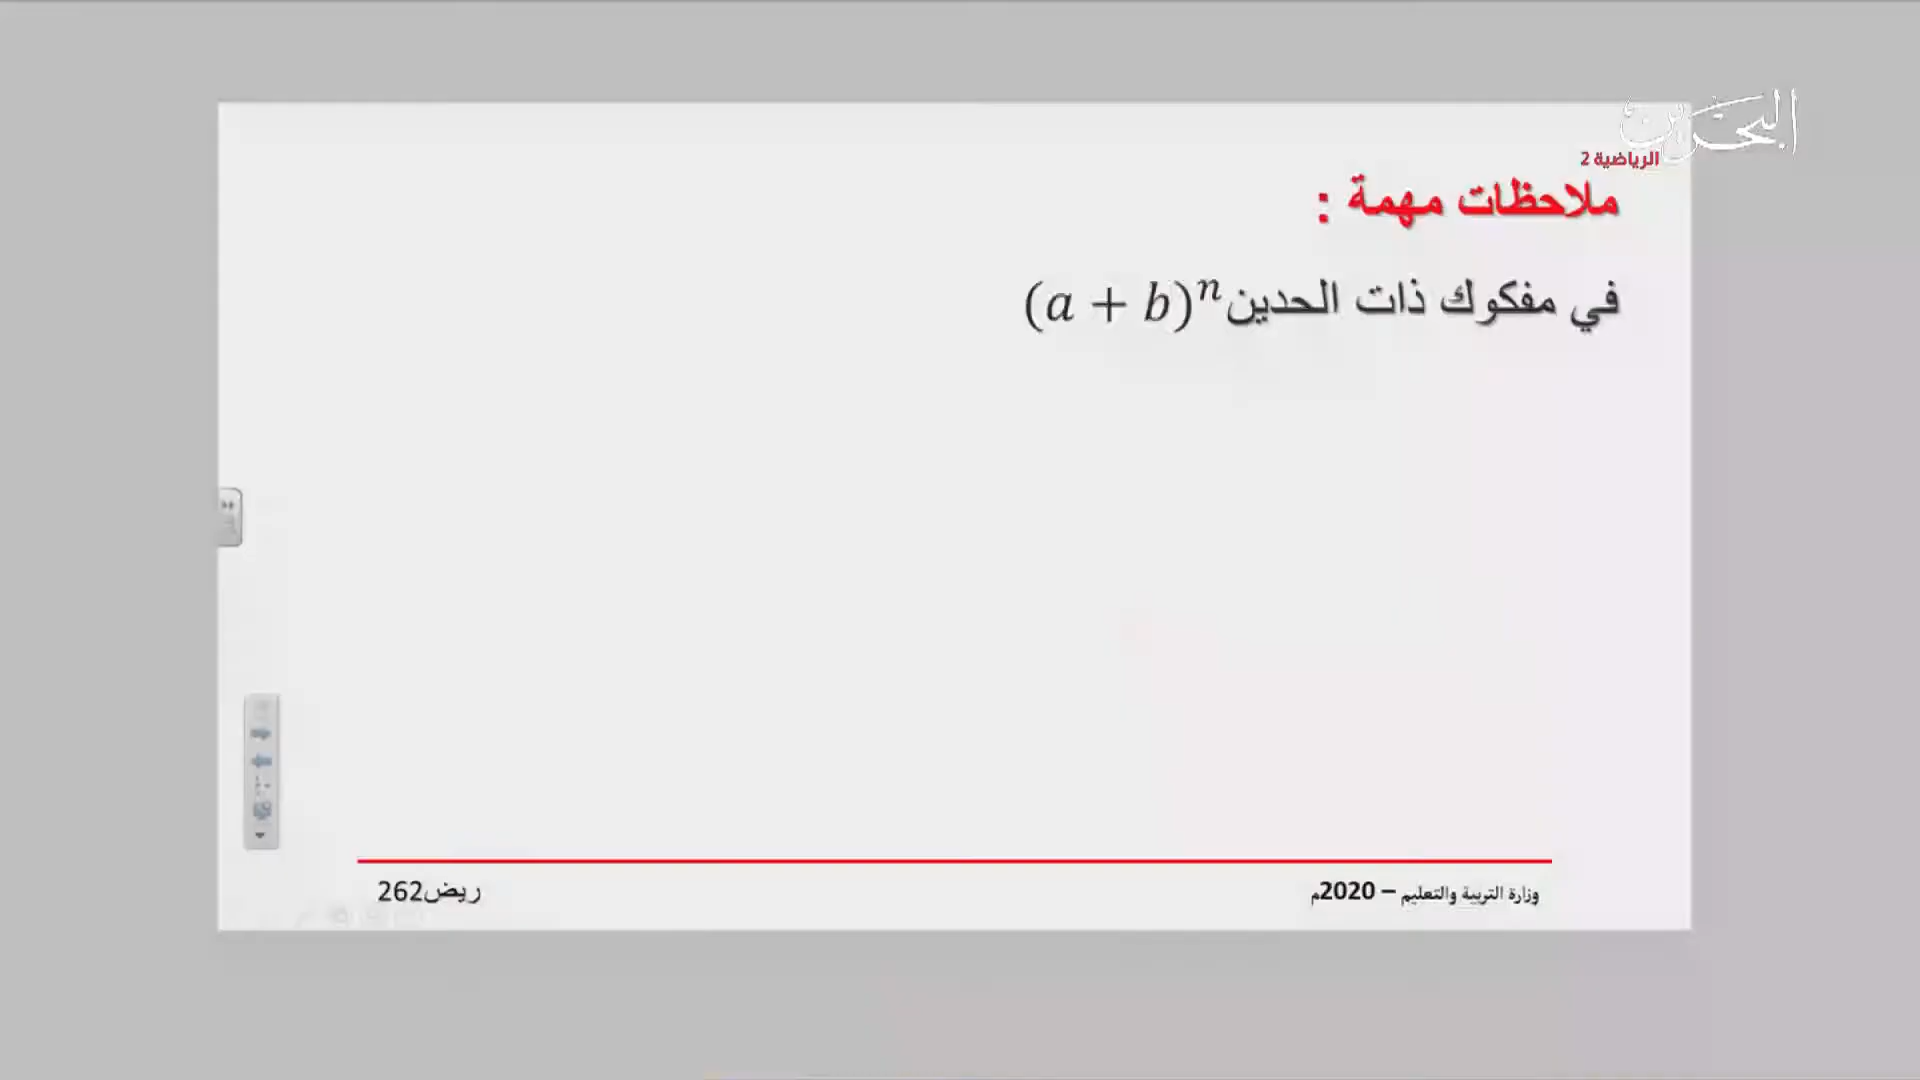 البحرين
الرياضية 2
ملاحظات مهمة :
في مفكوك ذات الحدين (a + b)ⁿ
وزارة التربية والتعليم – 2020م
ريض262